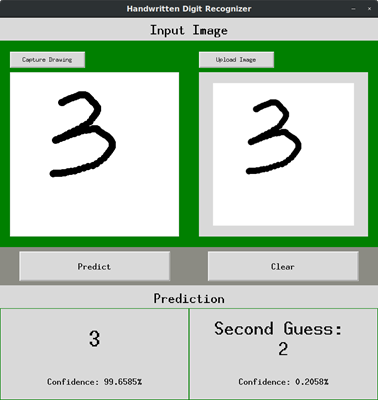 Handwritten Digit Recognizer
Input Image
Capture Drawing
Upload Image
3
3
Predict
Clear
Prediction
3
Confidence: 99.6585%
Second Guess:
2
Confidence: 0.2058%